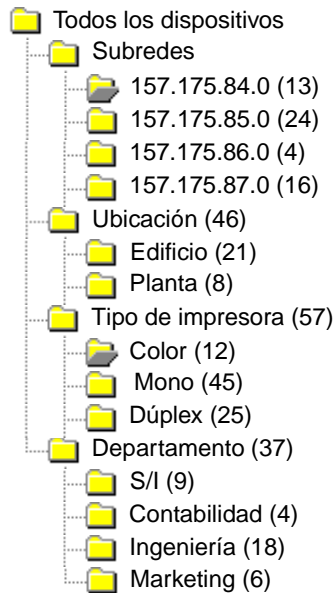 Todos los dispositivos
Subredes
157.175.84.0 (13)
157.175.85.0 (24)
157.175.86.0 (4)
157.175.87.0 (16)
Ubicación (46)
Edificio (21)
Planta (8)
Tipo de impresora (57)
Color (12)
Mono (45)
Dúplex (25)
Departamento (37)
S/I (9)
Contabilidad (4)
Ingeniería (18)
Marketing (6)